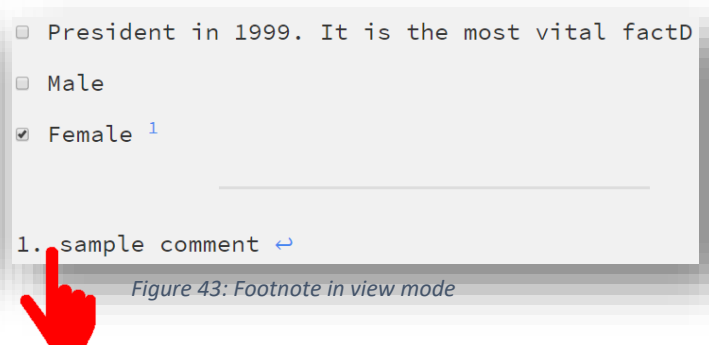 President in 1999. It is the most vital factD
Male
Female 1
1. sample comment ↩
Figure 43: Footnote in view mode